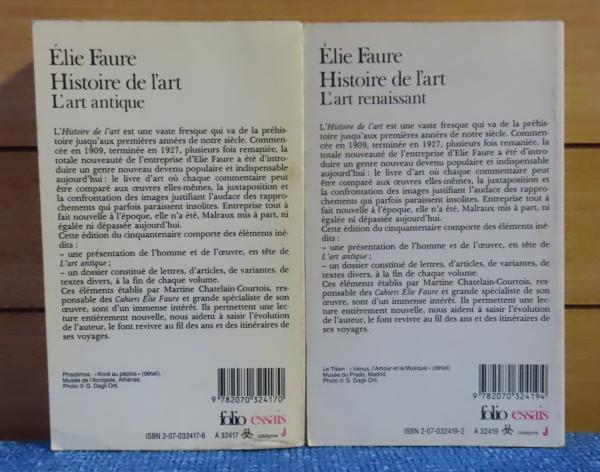 Élie Faure
Histoire de l'art
L'art antique
L'Histoire de l'art est une vaste fresque qui va de la préhis-
toire jusqu'aux premières années de notre siècle. Commen-
cée en 1909, terminée en 1927, plusieurs fois remaniée, la
totale nouveauté de l'entreprise d'Elie Faure a été d'intro-
duire un genre nouveau devenu populaire et indispensable
aujourd'hui : le livre d'art où chaque commentaire peut
être comparé aux œuvres elles-mêmes, la juxtaposition et
la confrontation des images justifiant l'audace des rappro-
chements qui parfois paraissent insolites. Entreprise tout à
fait nouvelle à l'époque, elle n'a été, Malraux mis à part, ni
égalée ni dépassée aujourd'hui.
Cette édition du cinquantenaire comporte des éléments iné-
dits :
– une présentation de l'homme et de l'œuvre, en tête de
L'art antique ;
– un dossier constitué de lettres, d'articles, de variantes, de
textes divers, à la fin de chaque volume.
Ces éléments établis par Martine Chatelain-Courtois, res-
ponsable des Cahiers Élie Faure et grande spécialiste de son
œuvre, sont d'un immense intérêt. Ils permettent une lec-
ture entièrement nouvelle, nous aident à saisir l'évolution
de l'auteur, le font revivre au fil des ans et des itinéraires de
ses voyages.
Phaidimos : «Koré au péplos» (détail).
Musée de l'Acropole, Athènes.
Photo © G. Dagli Orti.
9 782070 324170
folio essais
ISBN 2-07-032417-6 A 32417 catégorie J
Élie Faure
Histoire de l'art
L'art renaissant
L'Histoire de l'art est une vaste fresque qui va de la préhis-
toire jusqu'aux premières années de notre siècle. Commen-
cée en 1909, terminée en 1927, plusieurs fois remaniée, la
totale nouveauté de l'entreprise d'Elie Faure a été d'intro-
duire un genre nouveau devenu populaire et indispensable
aujourd'hui : le livre d'art où chaque commentaire peut
être comparé aux œuvres elles-mêmes, la juxtaposition et
la confrontation des images justifiant l'audace des rappro-
chements qui parfois paraissent insolites. Entreprise tout à
fait nouvelle à l'époque, elle n'a été, Malraux mis à part, ni
égalée ni dépassée aujourd'hui.
Cette édition du cinquantenaire comporte des éléments iné-
dits :
– une présentation de l'homme et de l'œuvre, en tête de
L'art antique ;
– un dossier constitué de lettres, d'articles, de variantes, de
textes divers, à la fin de chaque volume.
Ces éléments établis par Martine Chatelain-Courtois, res-
ponsable des Cahiers Élie Faure et grande spécialiste de son
œuvre, sont d'un immense intérêt. Ils permettent une lec-
ture entièrement nouvelle, nous aident à saisir l'évolution
de l'auteur, le font revivre au fil des ans et des itinéraires de
ses voyages.
Le Titien : «Vénus, l'Amour et la Musique» (détail).
Musée du Prado, Madrid.
Photo © G. Dagli Orti.
9 782070 324194
folio essais
ISBN 2-07-032419-2 A 32419 catégorie J